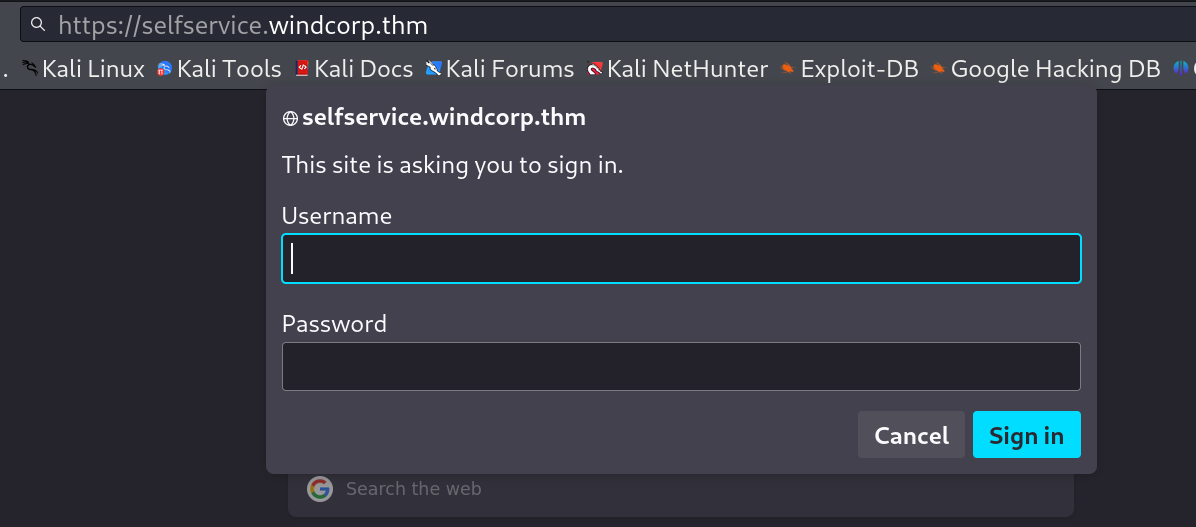 https://selfservice.windcorp.thm
. Kali Linux Kali Tools Kali Docs Kali Forums Kali NetHunter Exploit-DB Google Hacking DB
selfservice.windcorp.thm
This site is asking you to sign in.
Username
Password
Cancel Sign in
Search the web